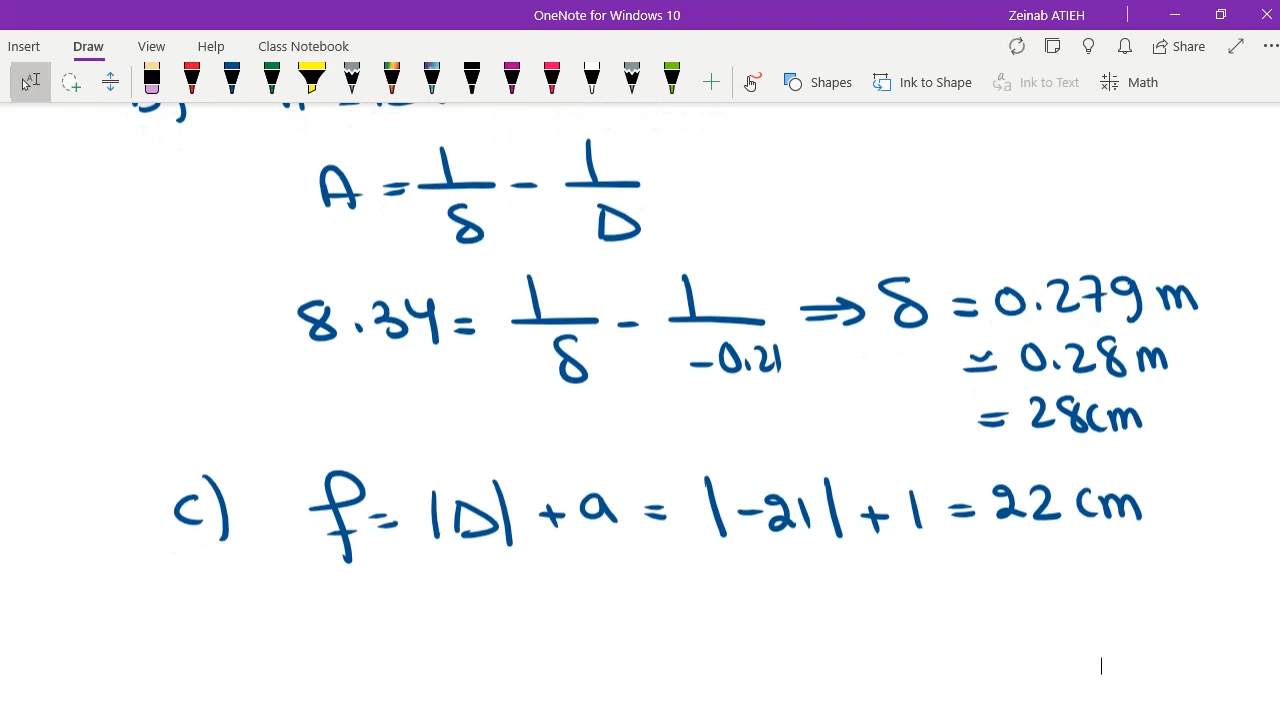 OneNote for Windows 10
Zeinab ATIEH
Insert Draw View Help Class Notebook Share
Shapes Ink to Shape Ink to Text Math
A = 1/δ - 1/D
8.34 = 1/δ - 1/-0.21 ⇒ δ = 0.279 m
≃ 0.28 m
= 28cm
c) f = |D| + a = |-21| + 1 = 22 cm